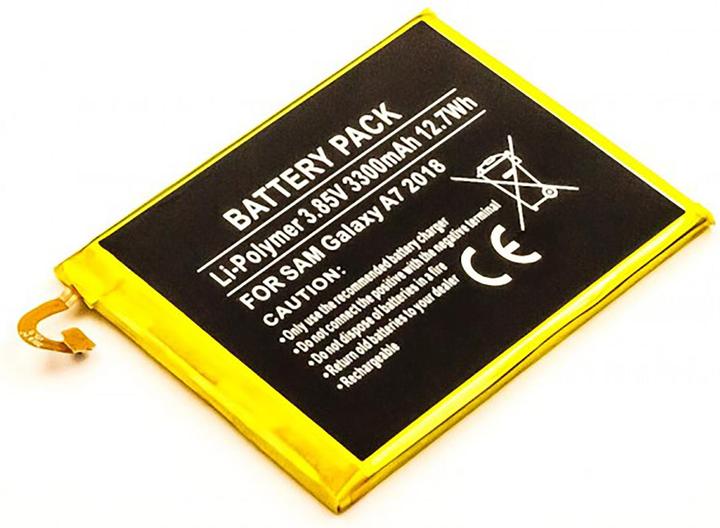 BATTERY PACK
Li-Polymer 3.85V 3300mAh 12.7Wh
FOR SAM Galaxy A7 2018
CAUTION:
• Only use the recommended battery charger
• Do not connect the positive with the negative terminal
• Do not dispose of batteries in a fire
• Return old batteries to your dealer
• Rechargeable
CE